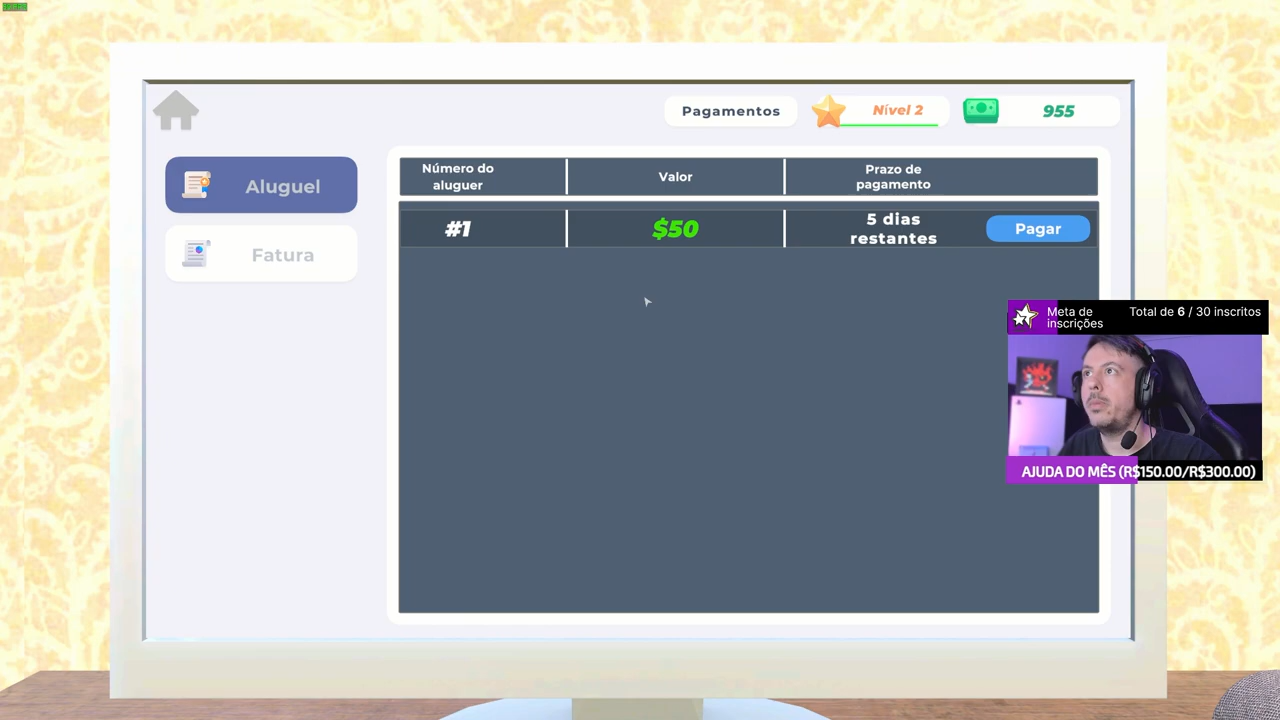 Pagamentos
Nível 2
955
Aluguel
Fatura
Número do
aluguer
Valor
Prazo de
pagamento
#1
$50
5 dias
restantes
Pagar
Meta de
inscrições
Total de 6 / 30 inscritos
AJUDA DO MÊS (R$150.00/R$300.00)